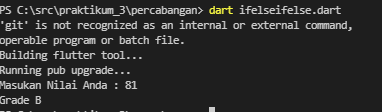 PS C:\src\praktikum_3\percabangan> dart ifelseifelse.dart
'git' is not recognized as an internal or external command,
operable program or batch file.
Building flutter tool...
Running pub upgrade...
Masukan Nilai Anda : 81
Grade B